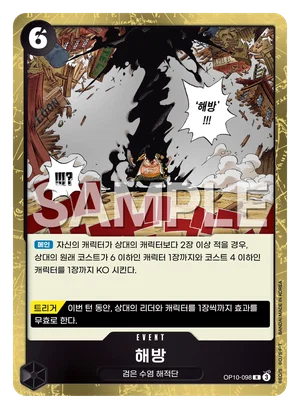 6
'해방'
!!!
!!!?
SAMPLE
메인 자신의 캐릭터가 상대의 캐릭터보다 2장 이상 적을 경우,
상대의 원래 코스트가 6 이하인 캐릭터 1장까지와 코스트 4 이하인
캐릭터를 1장까지 KO 시킨다.
트리거 이번 턴 동안, 상대의 리더와 캐릭터를 1장씩까지 효과를
무효로 한다.
EVENT
해방
검은 수염 해적단
OP10-098 R 3